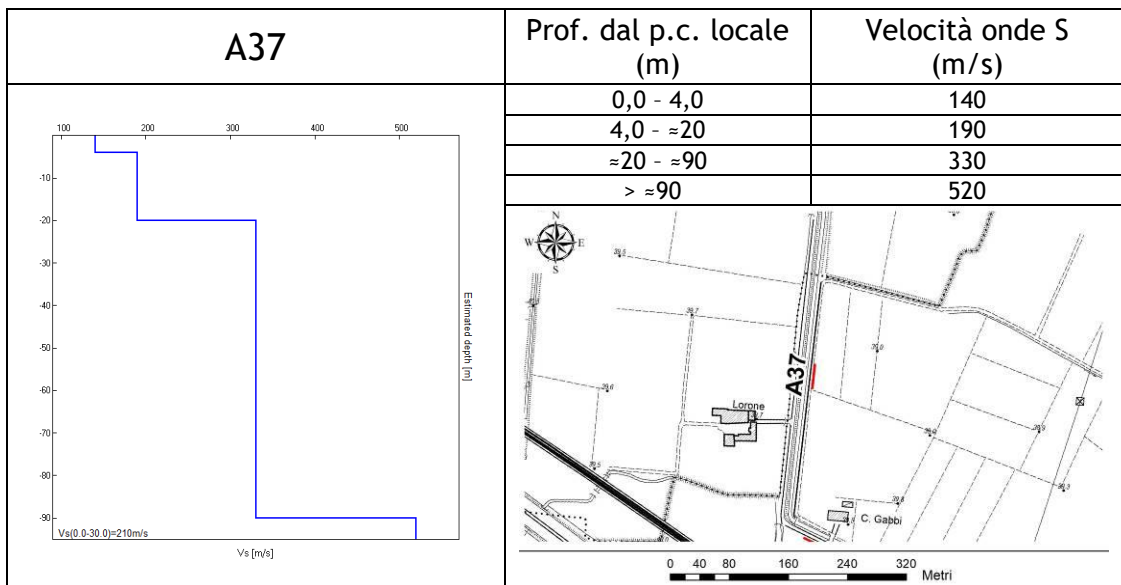 A37
Prof. dal p.c. locale
(m)
Velocità onde S
(m/s)
0,0 – 4,0
140
4,0 – ≈20
190
≈20 – ≈90
330
> ≈90
520
100 200 300 400 500
-10
-20
-30
-40
-50
-60
-70
-80
-90
Estimated depth [m]
Vs(0.0-30.0)=210m/s
Vs [m/s]
N
W E
S
39.7
A37
Lorone
C. Gabbi
0 40 80 160 240 320
Metri